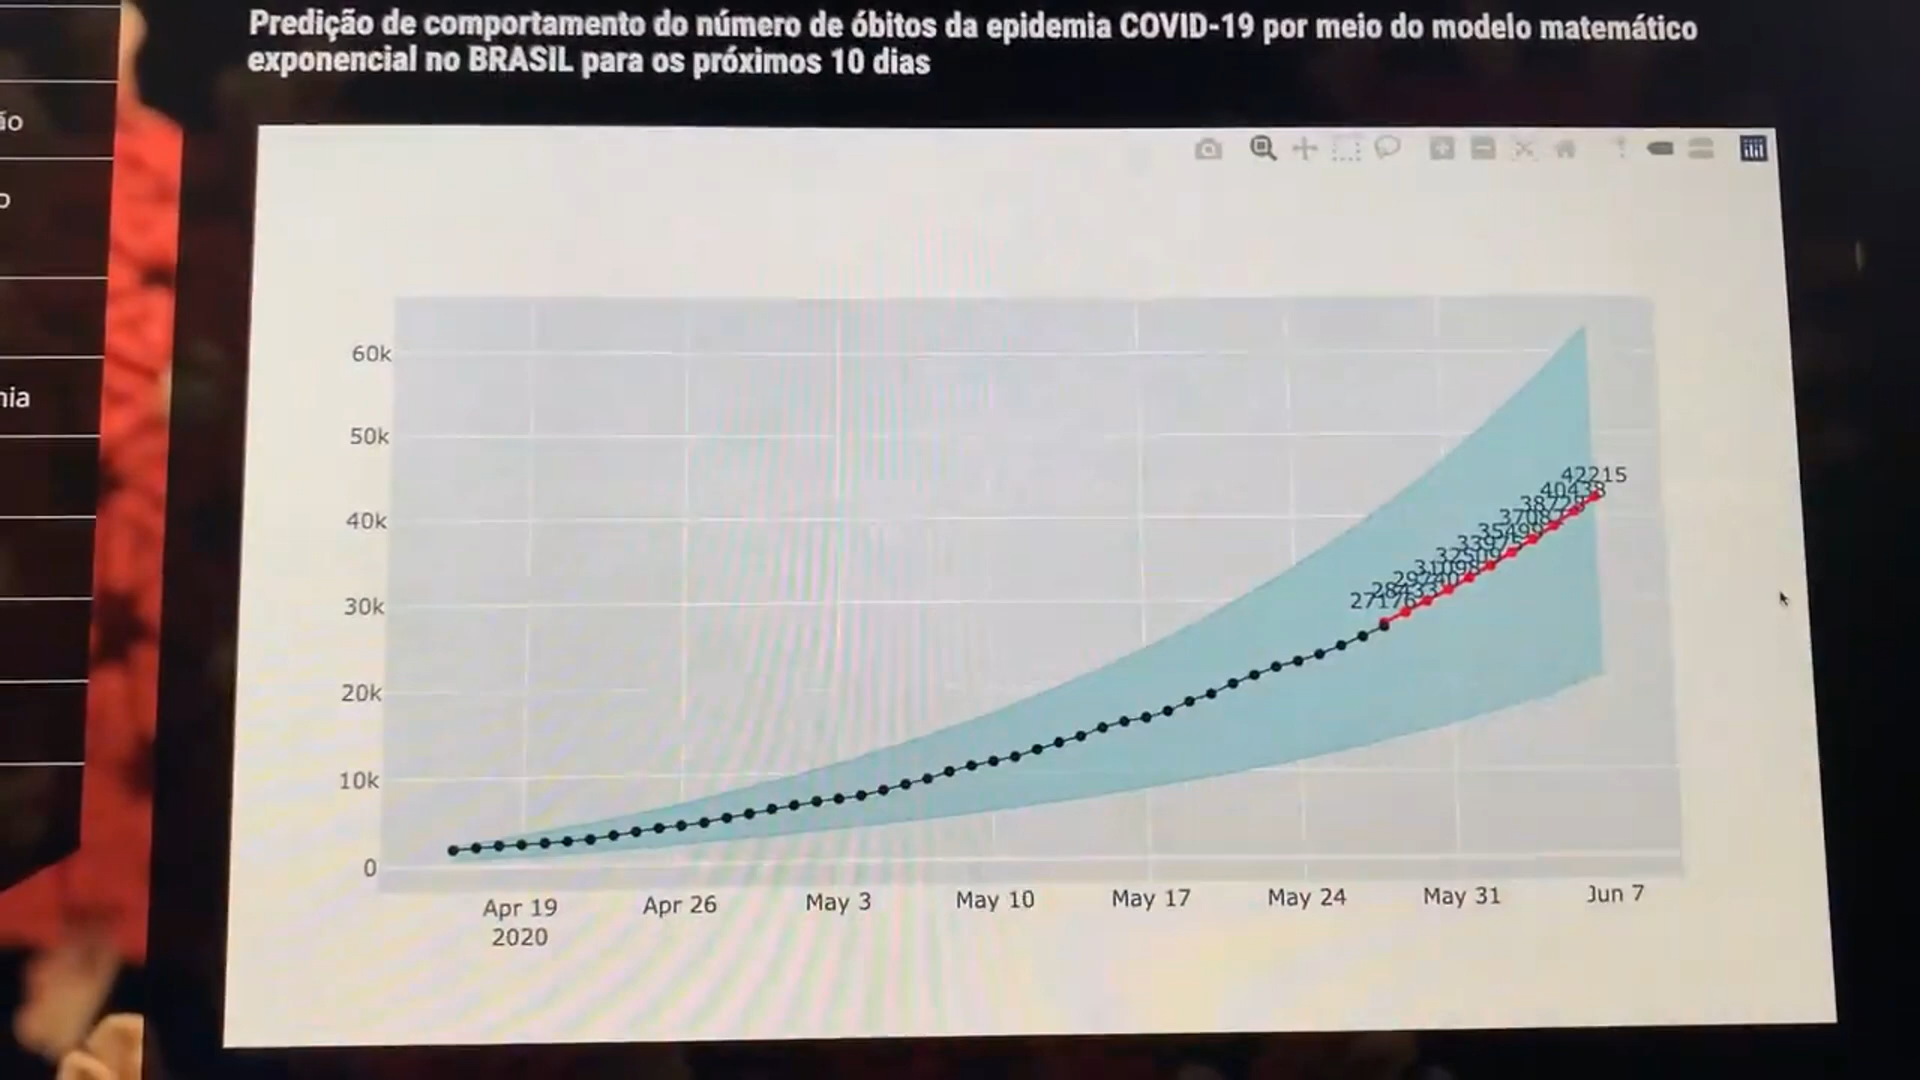 Predição de comportamento do número de óbitos da epidemia COVID-19 por meio do modelo matemático
exponencial no BRASIL para os próximos 10 dias
ão
o
nia
60k
50k
40k
30k
20k
10k
0
42215
40438
27176
Apr 19
2020
Apr 26
May 3
May 10
May 17
May 24
May 31
Jun 7